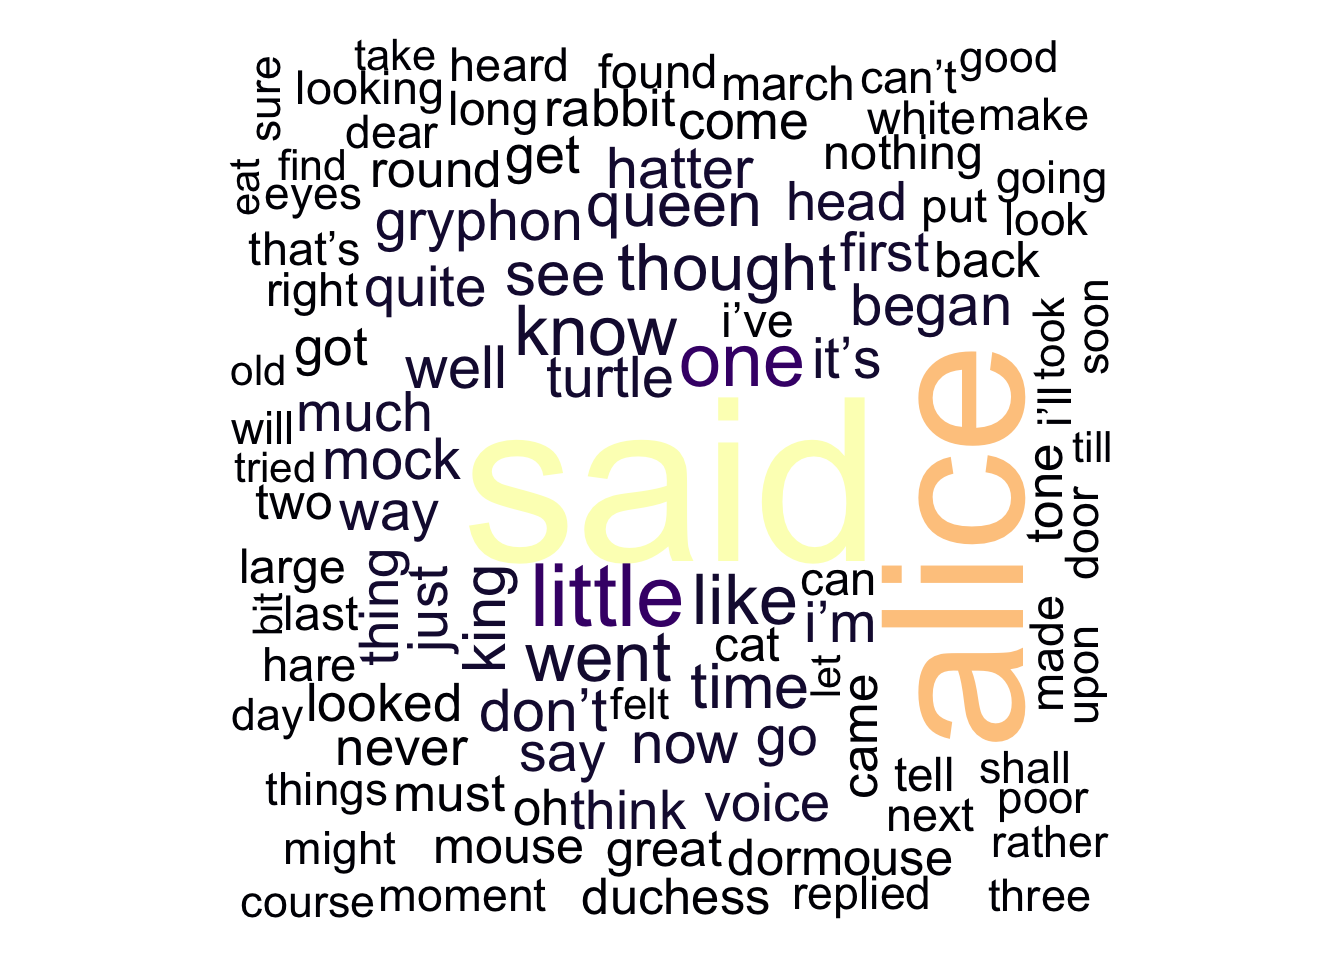 take heard found march can’t good
sure looking long rabbit come white make
dear nothing
eat find round get hatter going
eyes gryphon queen head put look
that’s see thought first back
right quite began
know i’ve took soon
got
old well turtle one it’s
much said alice i’ll
will
tried mock till
two way tone
door
large thing just king little like can
bit last i’m made
hare went cat upon
day looked don’t felt time let came
never say now go
things must oh think voice tell shall
next poor
might mouse great dormouse rather
course moment duchess replied three